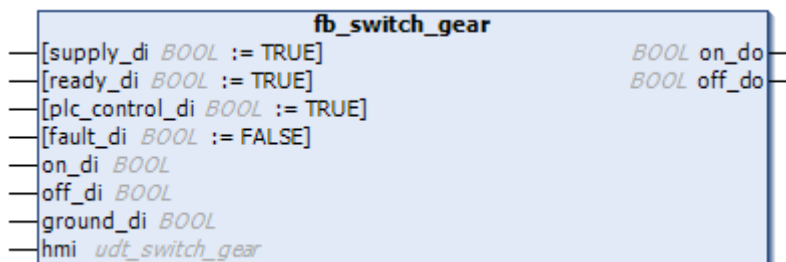 fb_switch_gear
[supply_di BOOL := TRUE] BOOL on_do
[ready_di BOOL := TRUE] BOOL off_do
[plc_control_di BOOL := TRUE]
[fault_di BOOL := FALSE]
on_di BOOL
off_di BOOL
ground_di BOOL
hmi udt_switch_gear